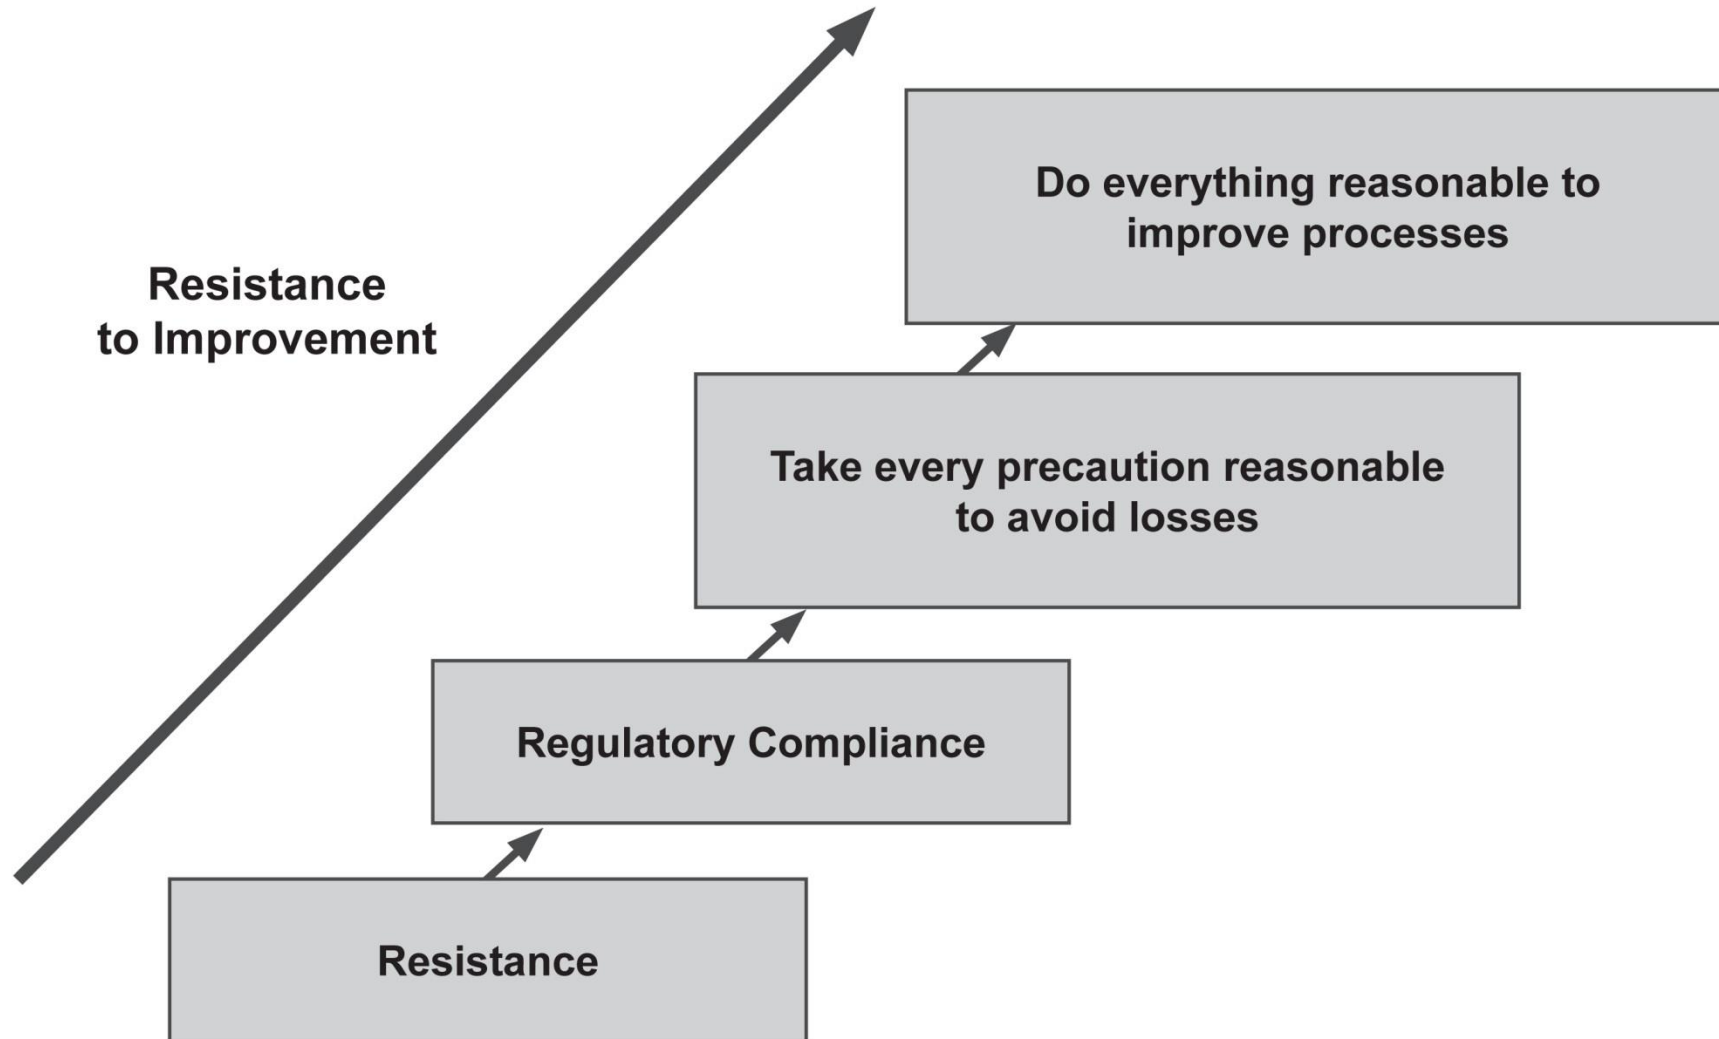 Do everything reasonable to
improve processes
Resistance
to Improvement
Take every precaution reasonable
to avoid losses
Regulatory Compliance
Resistance